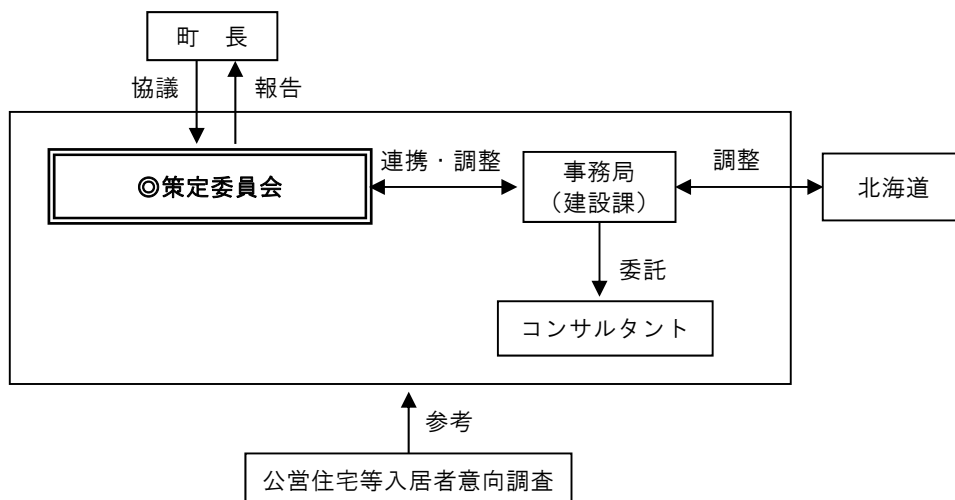 町　長
協議
報告
◎策定委員会
連携・調整
事務局
（建設課）
調整
北海道
委託
コンサルタント
参考
公営住宅等入居者意向調査